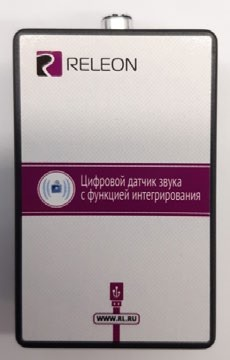 RELEON
Цифровой датчик звука
с функцией интегрирования
WWW.RL.RU